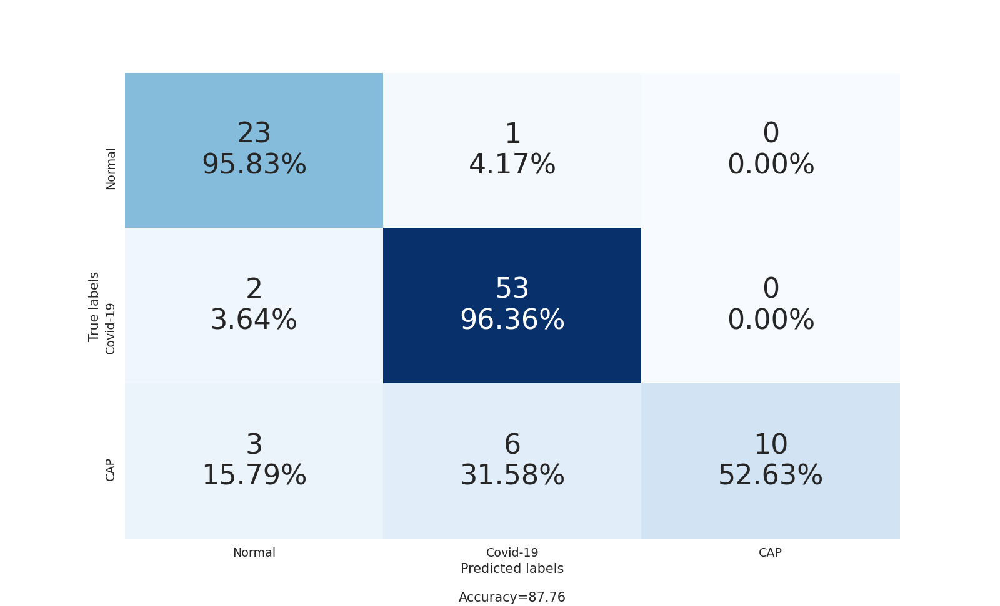 23
95.83%
1
4.17%
0
0.00%
Normal
2
3.64%
53
96.36%
0
0.00%
True labels
Covid-19
3
15.79%
6
31.58%
10
52.63%
CAP
Normal
Covid-19
CAP
Predicted labels
Accuracy=87.76